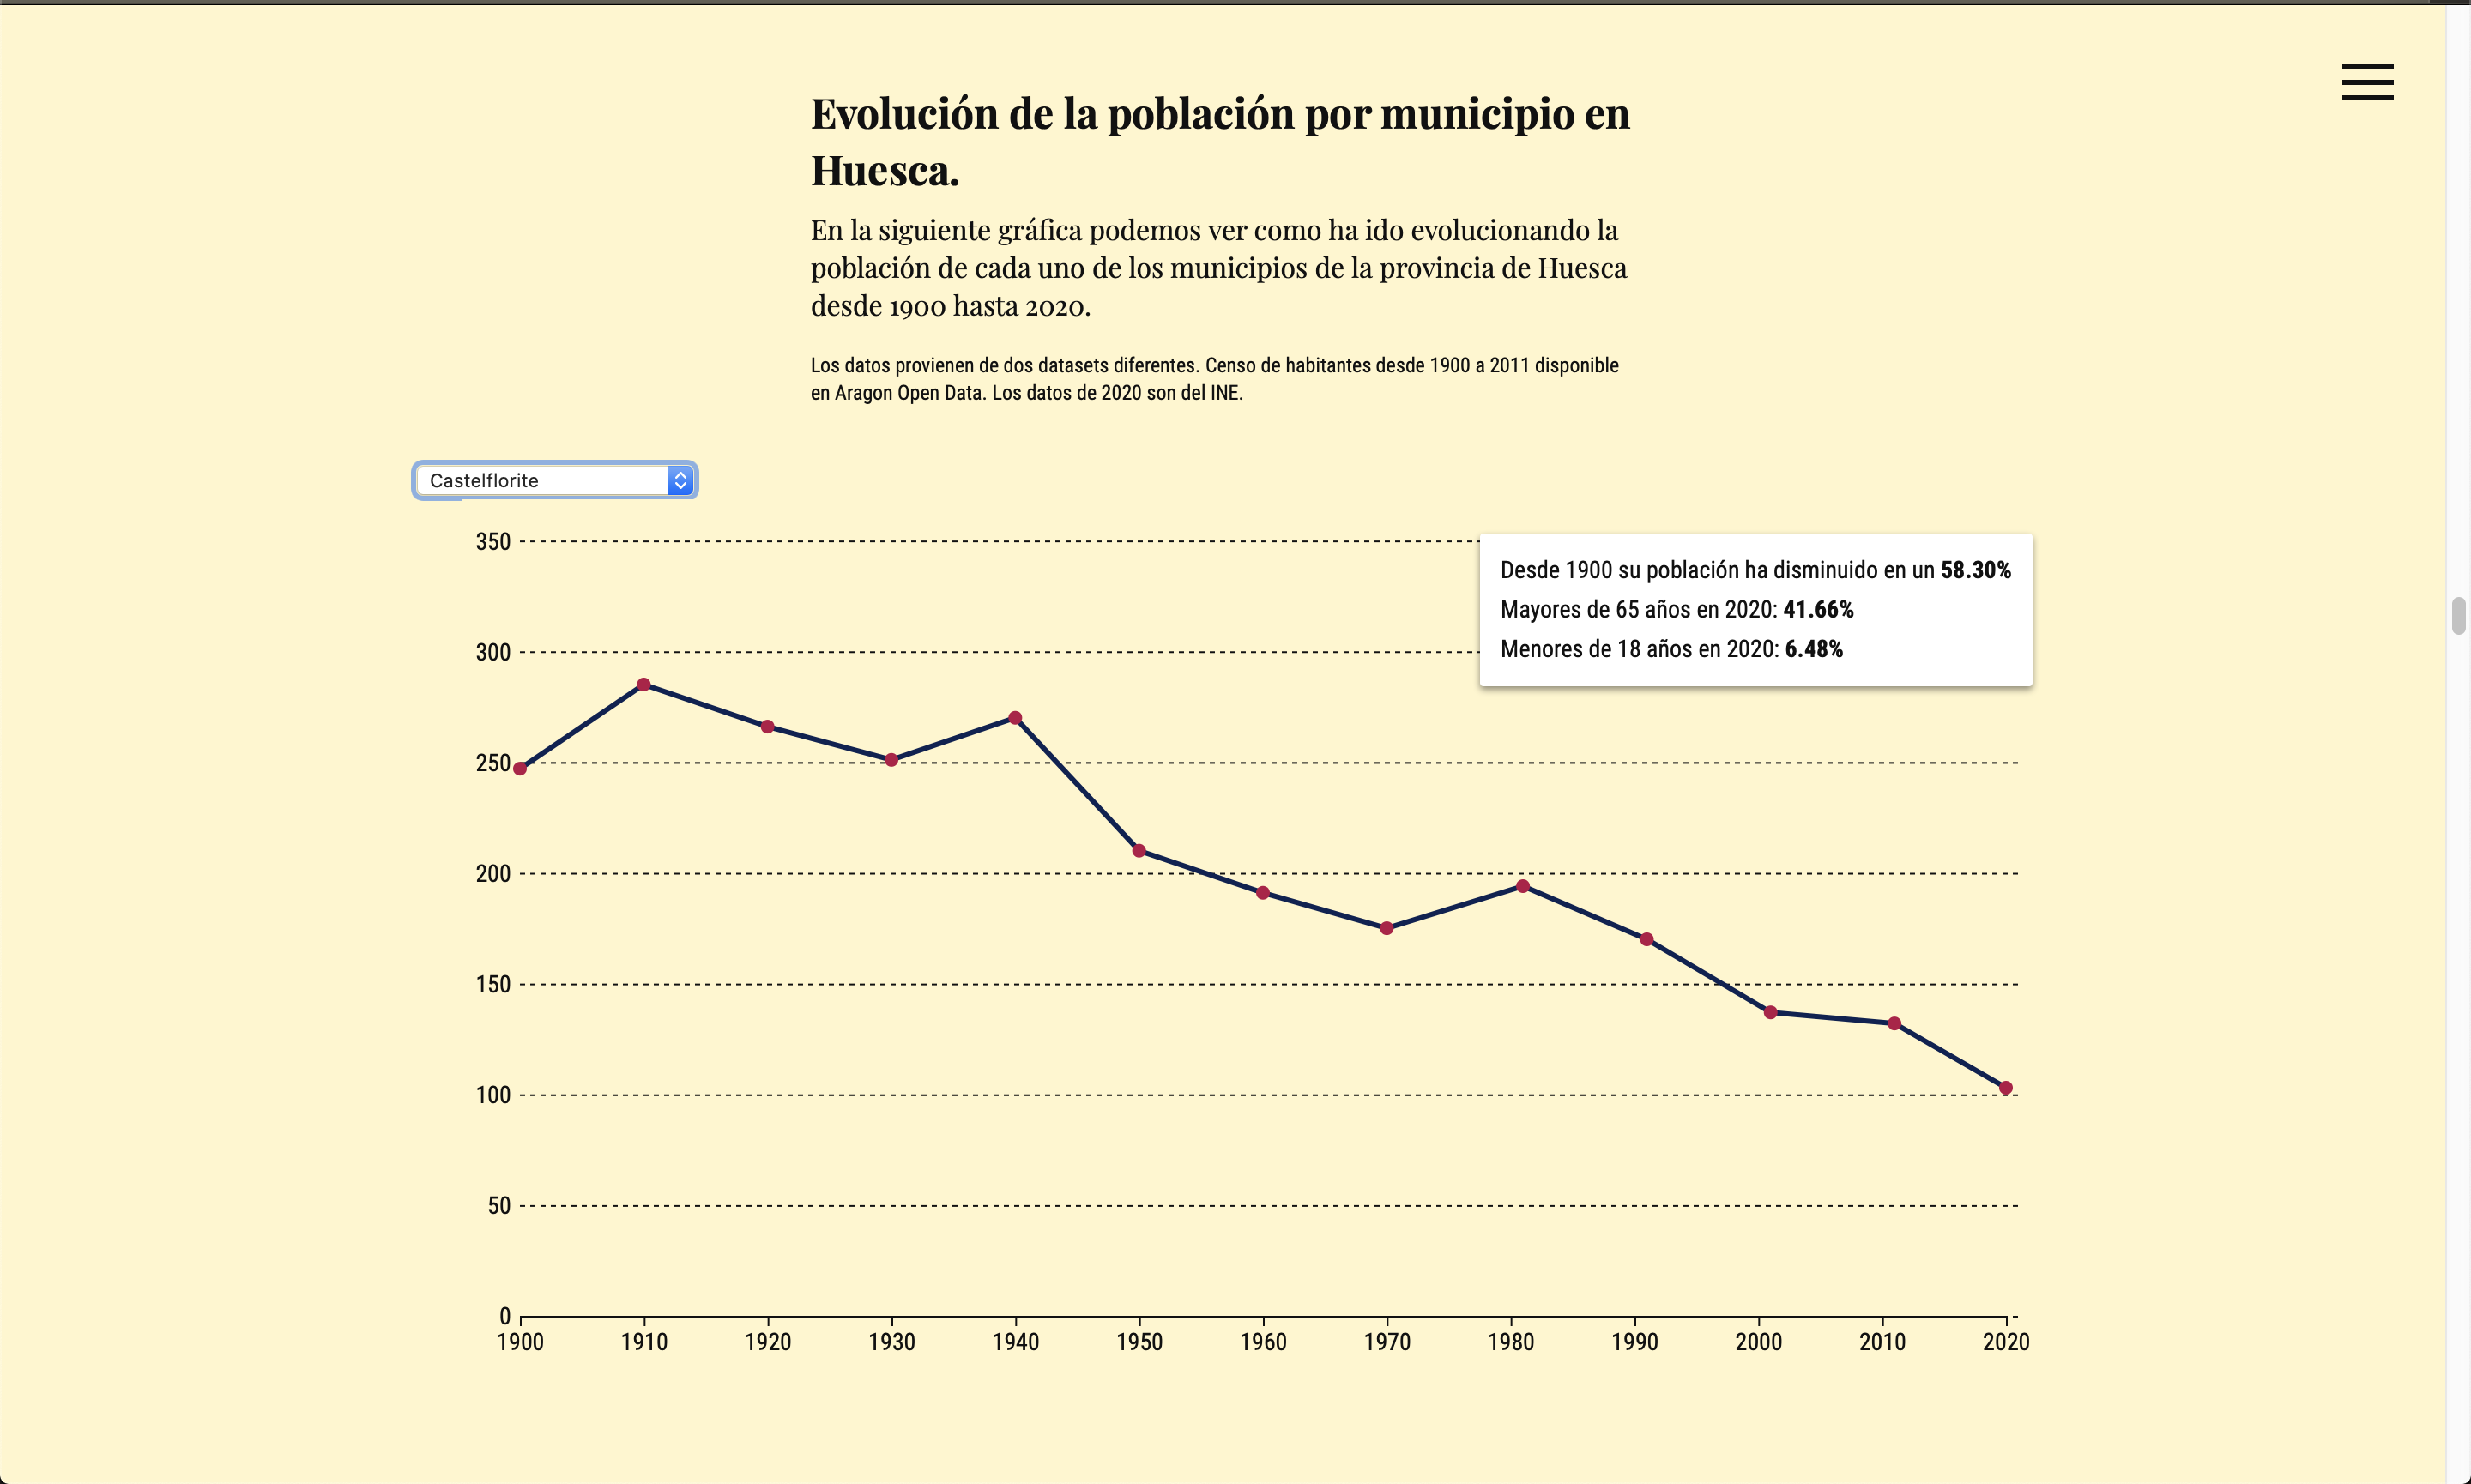 Evolución de la población por municipio en
Huesca.
En la siguiente gráfica podemos ver como ha ido evolucionando la
población de cada uno de los municipios de la provincia de Huesca
desde 1900 hasta 2020.
Los datos provienen de dos datasets diferentes. Censo de habitantes desde 1900 a 2011 disponible
en Aragon Open Data. Los datos de 2020 son del INE.
Castelflorite
Desde 1900 su población ha disminuido en un 58.30%
Mayores de 65 años en 2020: 41.66%
Menores de 18 años en 2020: 6.48%
350
300
250
200
150
100
50
0
1900 1910 1920 1930 1940 1950 1960 1970 1980 1990 2000 2010 2020